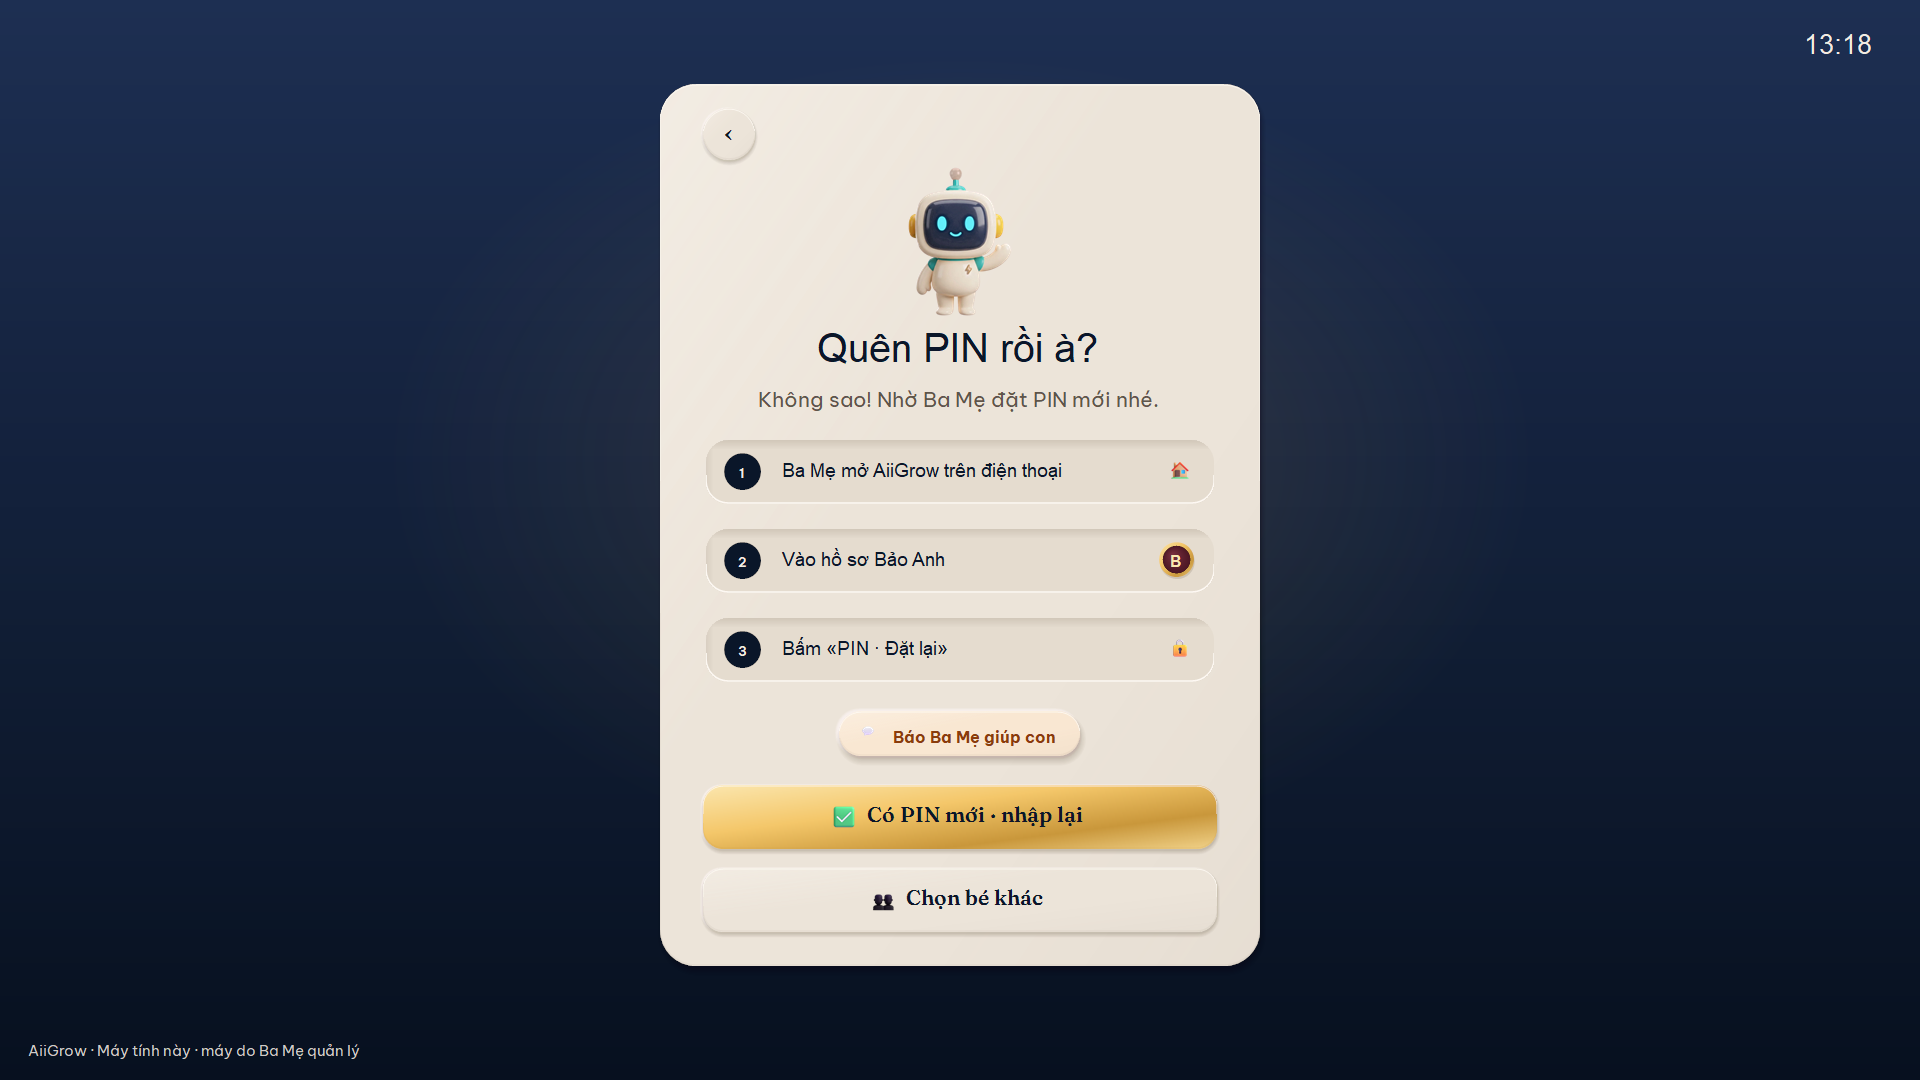 13:18
Quên PIN rồi à?
Không sao! Nhờ Ba Mẹ đặt PIN mới nhé.
1 Ba Mẹ mở AiiGrow trên điện thoại
2 Vào hồ sơ Bảo Anh B
3 Bấm «PIN · Đặt lại»
Báo Ba Mẹ giúp con
Có PIN mới · nhập lại
Chọn bé khác
AiiGrow · Máy tính này · máy do Ba Mẹ quản lý